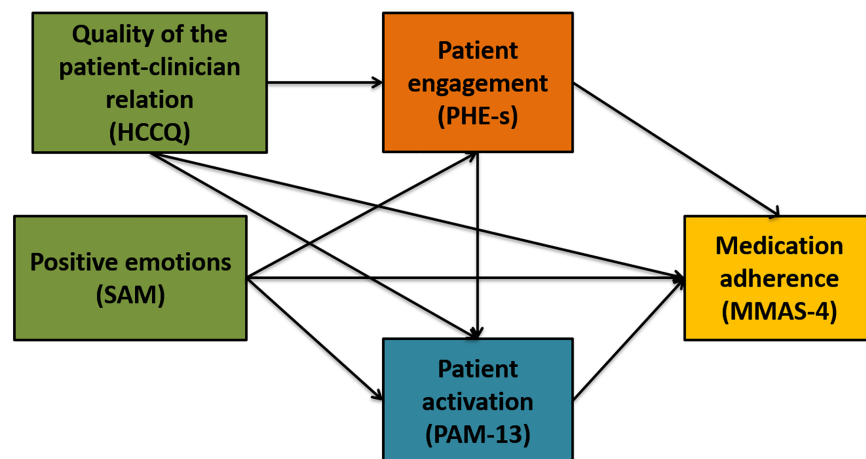 Quality of the
patient-clinician
relation
(HCCQ)
Patient
engagement
(PHE-s)
Positive emotions
(SAM)
Medication
adherence
(MMAS-4)
Patient
activation
(PAM-13)